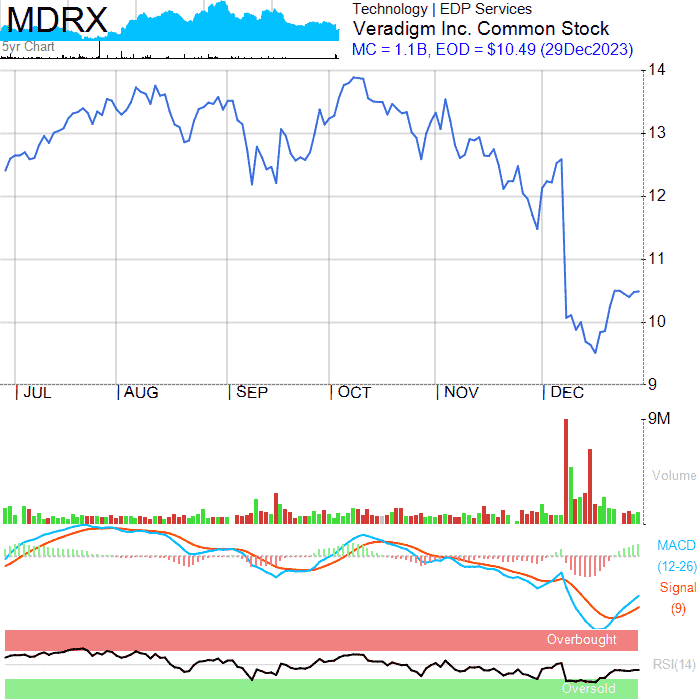 MDRX
5yr Chart
Technology | EDP Services
Veradigm Inc. Common Stock
MC = 1.1B, EOD = $10.49 (29Dec2023)
14
13
12
11
10
9
JUL AUG SEP OCT NOV DEC
9M
Volume
MACD
(12-26)
Signal
(9)
Overbought
RSI(14)
Oversold